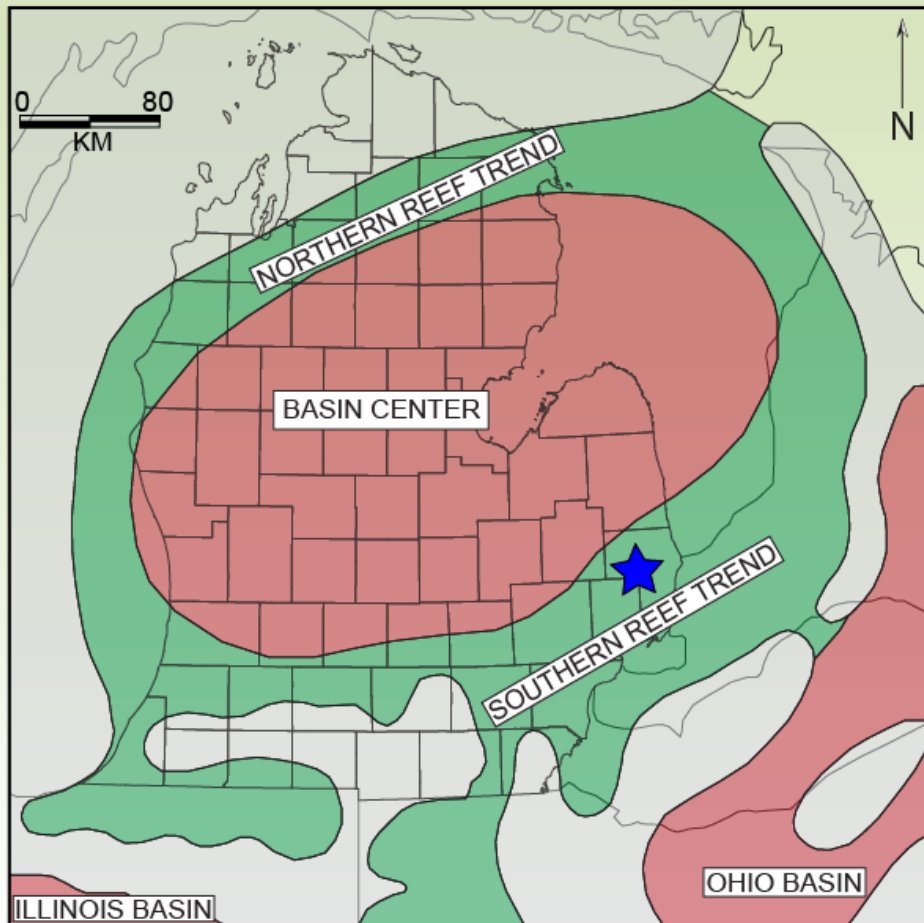 0 80
KM
N
NORTHERN REEF TREND
BASIN CENTER
SOUTHERN REEF TREND
OHIO BASIN
ILLINOIS BASIN